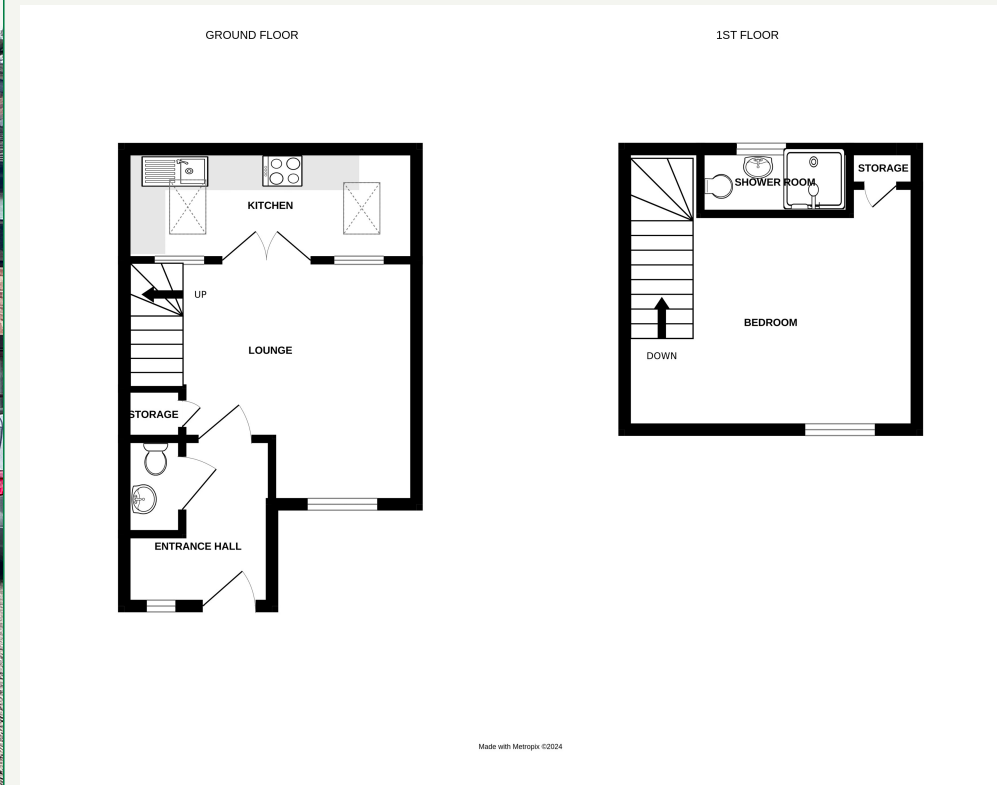 GROUND FLOOR
1ST FLOOR
KITCHEN
UP
LOUNGE
STORAGE
ENTRANCE HALL
STORAGE
SHOWER ROOM
BEDROOM
DOWN
Made with Metropix ©2024